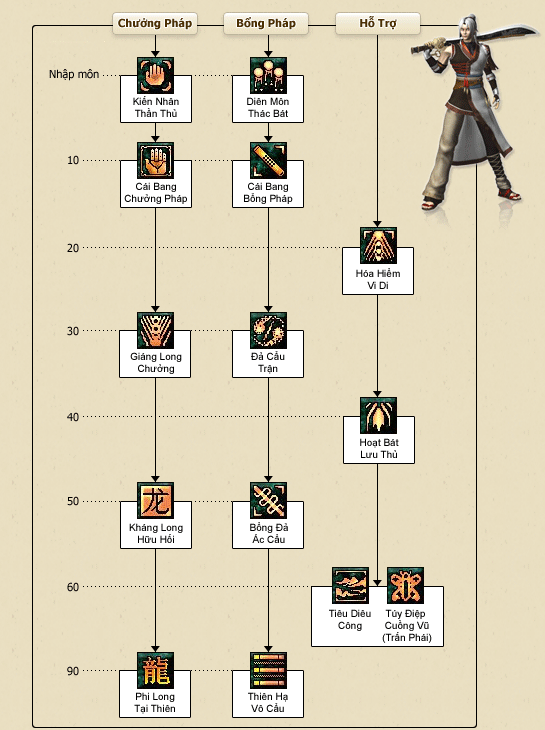 Chưởng Pháp
Bổng Pháp
Hỗ Trợ
Nhập môn
Kiến Nhân
Thần Thủ
Diên Môn
Thác Bát
10
Cái Bang
Chưởng Pháp
Cái Bang
Bổng Pháp
20
Hóa Hiểm
Vi Di
30
Giáng Long
Chưởng
Đả Cẩu
Trận
40
Hoạt Bát
Lưu Thủ
50
龙
Kháng Long
Hữu Hối
Bổng Đả
Ác Cẩu
60
Tiêu Diêu
Công
Túy Điệp
Cuồng Vũ
(Trấn Phái)
90
龍
Phi Long
Tại Thiên
Thiên Hạ
Vô Cẩu